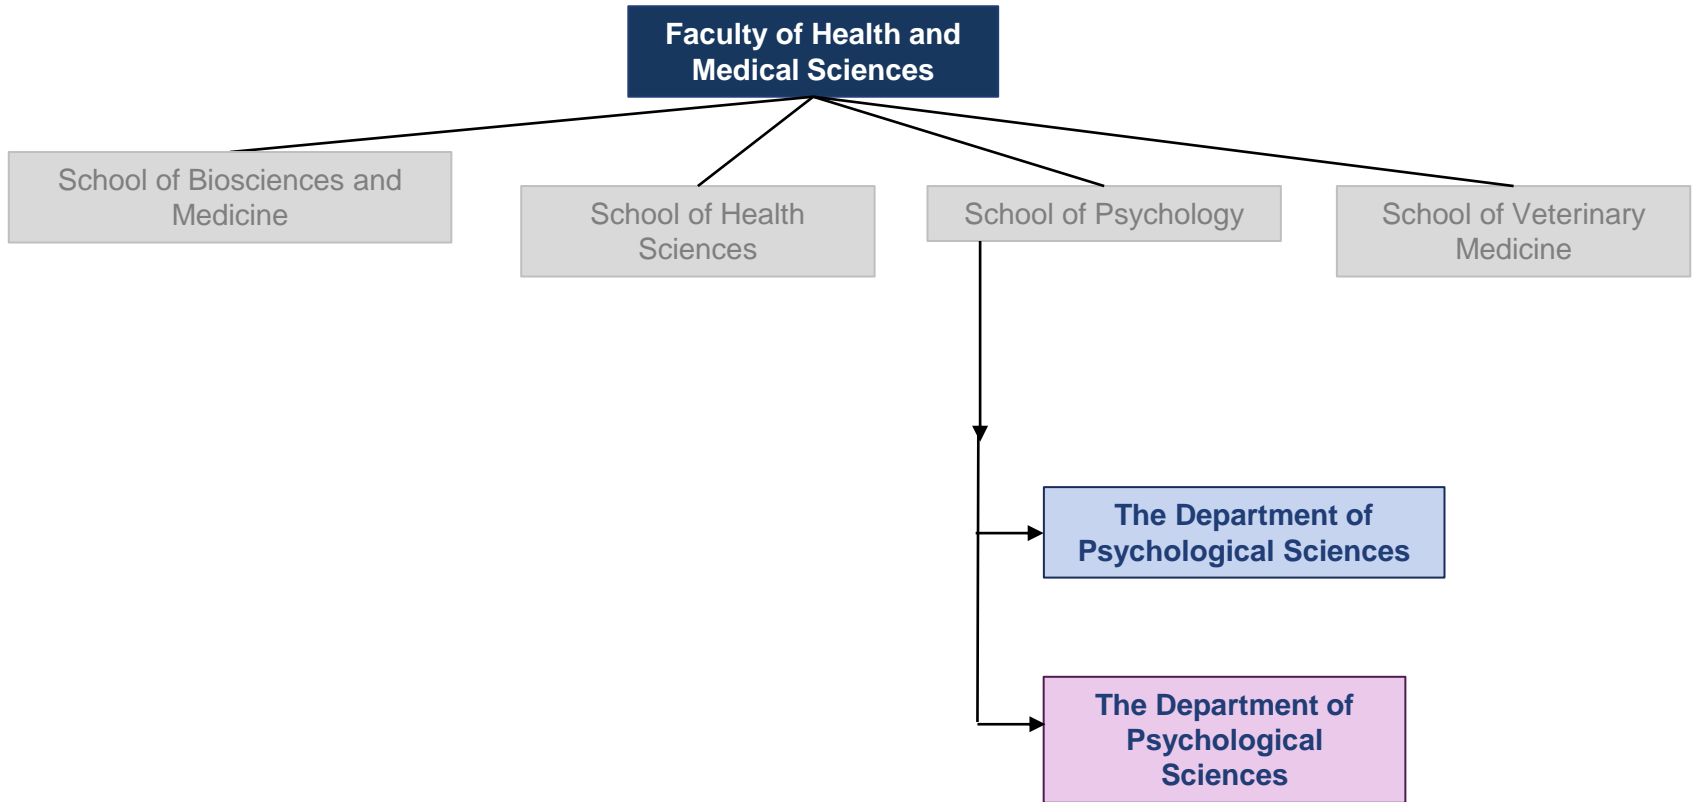 Faculty of Health and
Medical Sciences
School of Biosciences and
Medicine
School of Health
Sciences
School of Psychology
School of Veterinary
Medicine
The Department of
Psychological Sciences
The Department of
Psychological
Sciences